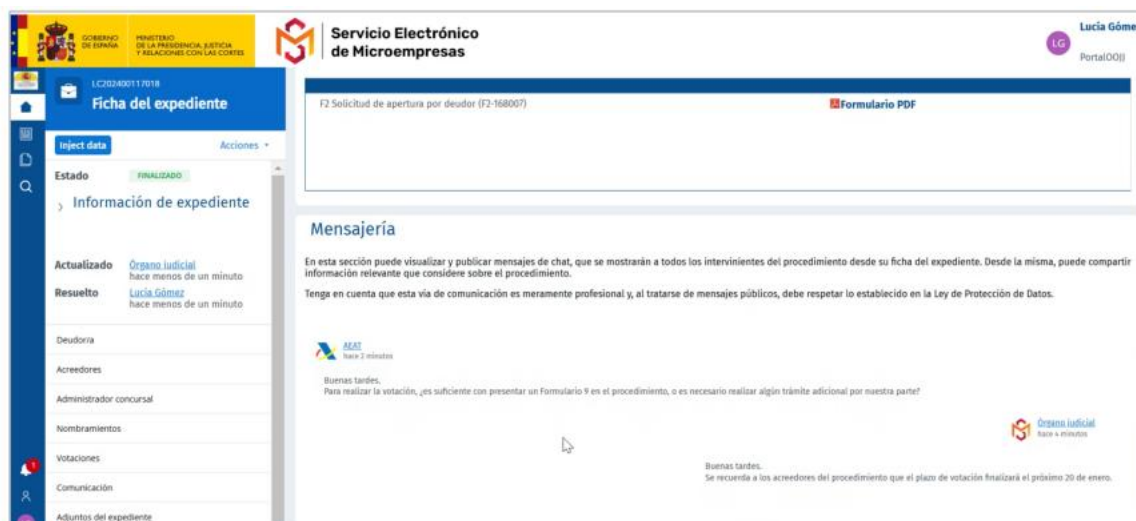 GOBIERNO
DE ESPAÑA
MINISTERIO
DE LA PRESIDENCIA, JUSTICIA
Y RELACIONES CON LAS CORTES
Servicio Electrónico
de Microempresas
LG
Lucía Góme
PortalOOJJ
LC202400117018
Ficha del expediente
Inject data
Acciones
Estado
FINALIZADO
Información de expediente
Actualizado
Órgano judicial
hace menos de un minuto
Resuelto
Lucía Gómez
hace menos de un minuto
Deudor/a
Acreedores
Administrador concursal
Nombramientos
Votaciones
Comunicación
Adjuntos del expediente
1
F2 Solicitud de apertura por deudor (F2-168007)
Formulario PDF
Mensajería
En esta sección puede visualizar y publicar mensajes de chat, que se mostrarán a todos los intervinientes del procedimiento desde su ficha del expediente. Desde la misma, puede compartir
información relevante que considere sobre el procedimiento.
Tenga en cuenta que esta vía de comunicación es meramente profesional y, al tratarse de mensajes públicos, debe respetar lo establecido en la Ley de Protección de Datos.
AEAT
hace 2 minutos
Buenas tardes,
Para realizar la votación, ¿es suficiente con presentar un Formulario 9 en el procedimiento, o es necesario realizar algún trámite adicional por nuestra parte?
Órgano judicial
hace 4 minutos
Buenas tardes.
Se recuerda a los acreedores del procedimiento que el plazo de votación finalizará el próximo 20 de enero.